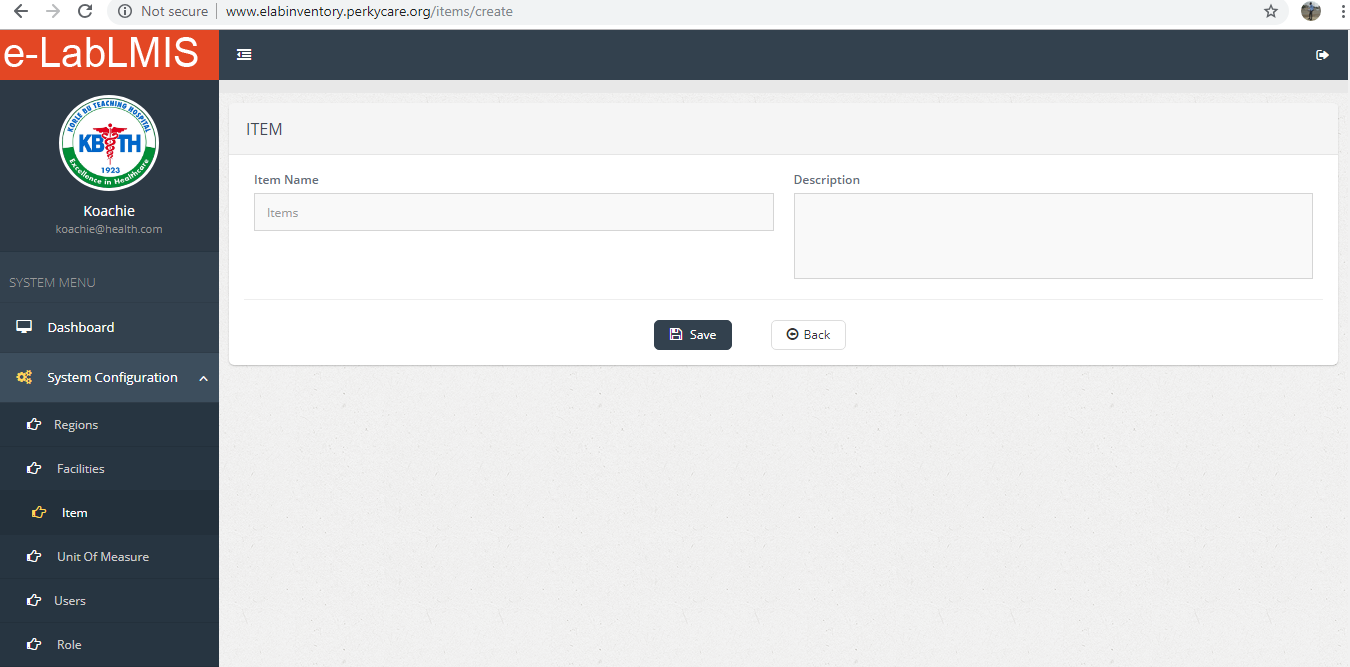 Not secure
www.elabinventory.perkycare.org/items/create
e-LabLMIS
KORLE BU TEACHING HOSPITAL
KBTH
1923
Excellence in Healthcare
Koachie
koachie@health.com
SYSTEM MENU
Dashboard
System Configuration
Regions
Facilities
Item
Unit Of Measure
Users
Role
ITEM
Item Name
Description
Items
Save
Back